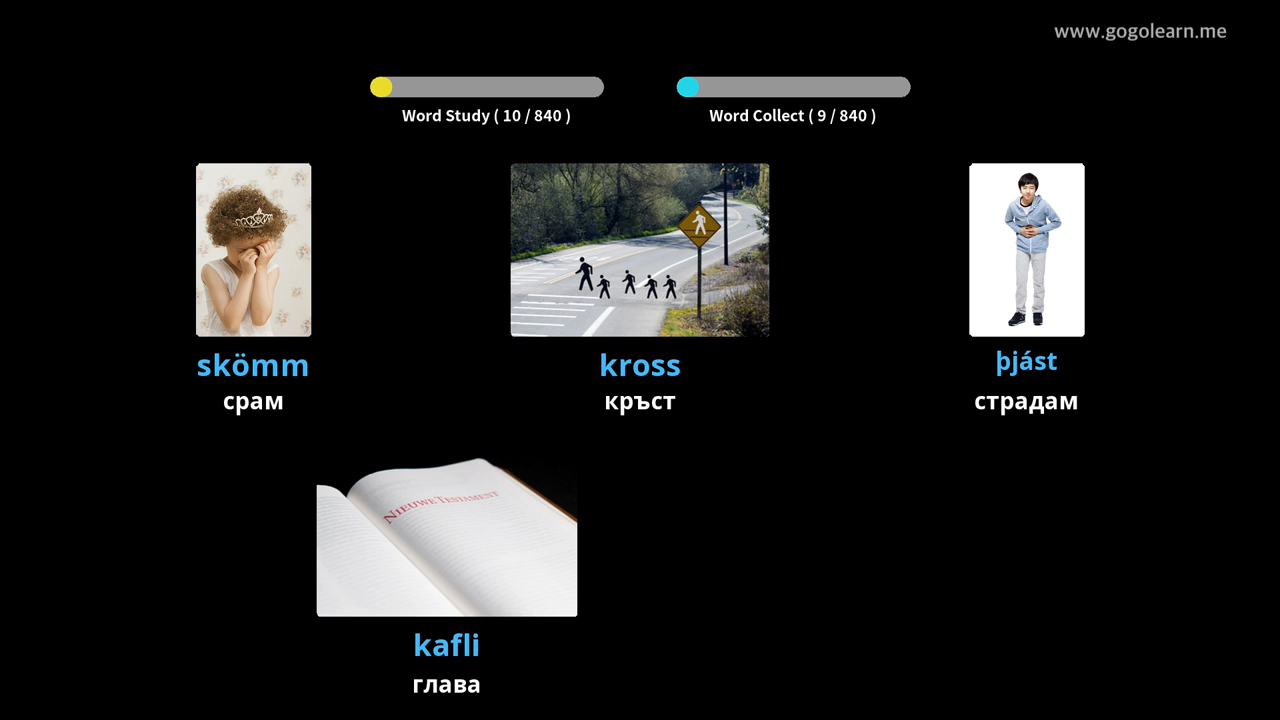 www.gogolearn.me
Word Study ( 10 / 840 )
Word Collect ( 9 / 840 )
skömm
срам
kross
кръст
þjást
страдам
NIEUWE TESTAMENT
kafli
глава